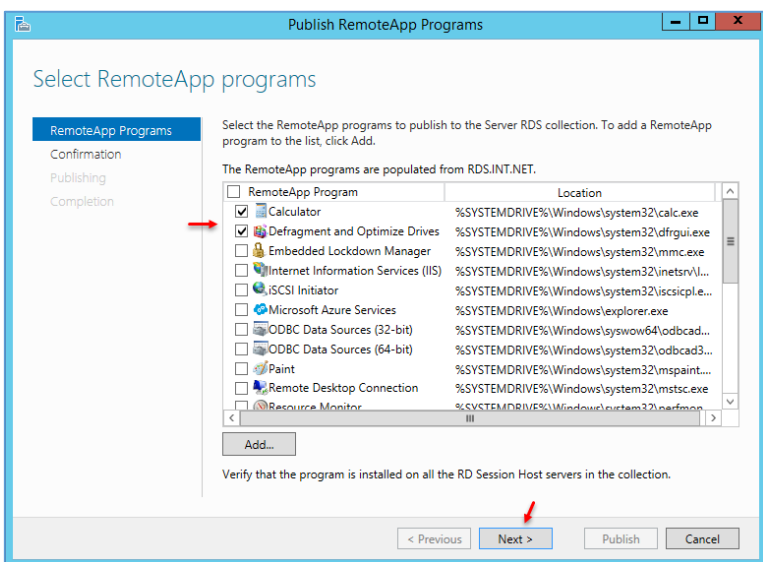 Publish RemoteApp Programs
Select RemoteApp programs
RemoteApp Programs
Confirmation
Publishing
Completion
Select the RemoteApp programs to publish to the Server RDS collection. To add a RemoteApp
program to the list, click Add.
The RemoteApp programs are populated from RDS.INT.NET.
RemoteApp Program Location
Calculator %SYSTEMDRIVE%\Windows\system32\calc.exe
Defragment and Optimize Drives %SYSTEMDRIVE%\Windows\system32\dfrgui.exe
Embedded Lockdown Manager %SYSTEMDRIVE%\Windows\system32\mmc.exe
Internet Information Services (IIS) %SYSTEMDRIVE%\Windows\system32\inetsrv\I...
iSCSI Initiator %SYSTEMDRIVE%\Windows\system32\iscsicpl.e...
Microsoft Azure Services %SYSTEMDRIVE%\Windows\explorer.exe
ODBC Data Sources (32-bit) %SYSTEMDRIVE%\Windows\syswow64\odbcad...
ODBC Data Sources (64-bit) %SYSTEMDRIVE%\Windows\system32\odbcad3...
Paint %SYSTEMDRIVE%\Windows\system32\mspaint....
Remote Desktop Connection %SYSTEMDRIVE%\Windows\system32\mstsc.exe
Resource Monitor %SYSTEMDRIVE%\Windows\system32\perfmon
Add...
Verify that the program is installed on all the RD Session Host servers in the collection.
< Previous Next > Publish Cancel